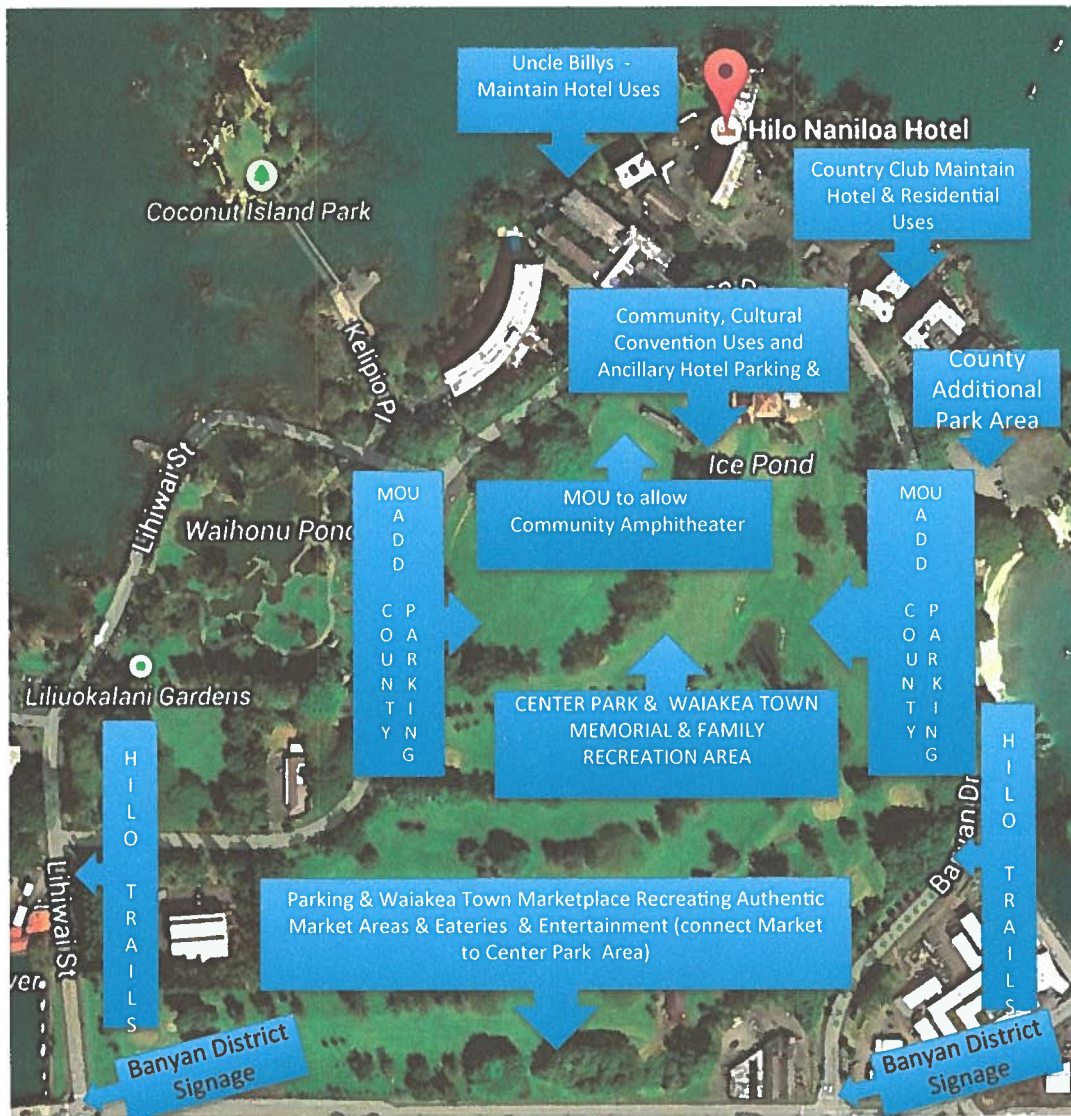 Uncle Billys -
Maintain Hotel Uses
Hilo Naniloa Hotel
Country Club Maintain
Hotel & Residential
Uses
Coconut Island Park
Kelipio Pl
Community, Cultural
Convention Uses and
Ancillary Hotel Parking &
County
Additional
Park Area
Ice Pond
Lihiwai St
Waihonu Pond
MOU
ADD
COUNTY PARKING
MOU to allow
Community Amphitheater
MOU
ADD
COUNTY PARKING
Liliuokalani Gardens
CENTER PARK & WAIAKEA TOWN
MEMORIAL & FAMILY
RECREATION AREA
HILO TRAILS
HILO TRAILS
Banyan Dr
Lihiwai St
Parking & Waiakea Town Marketplace Recreating Authentic
Market Areas & Eateries & Entertainment (connect Market
to Center Park Area)
ver
Banyan District
Signage
Banyan District
Signage